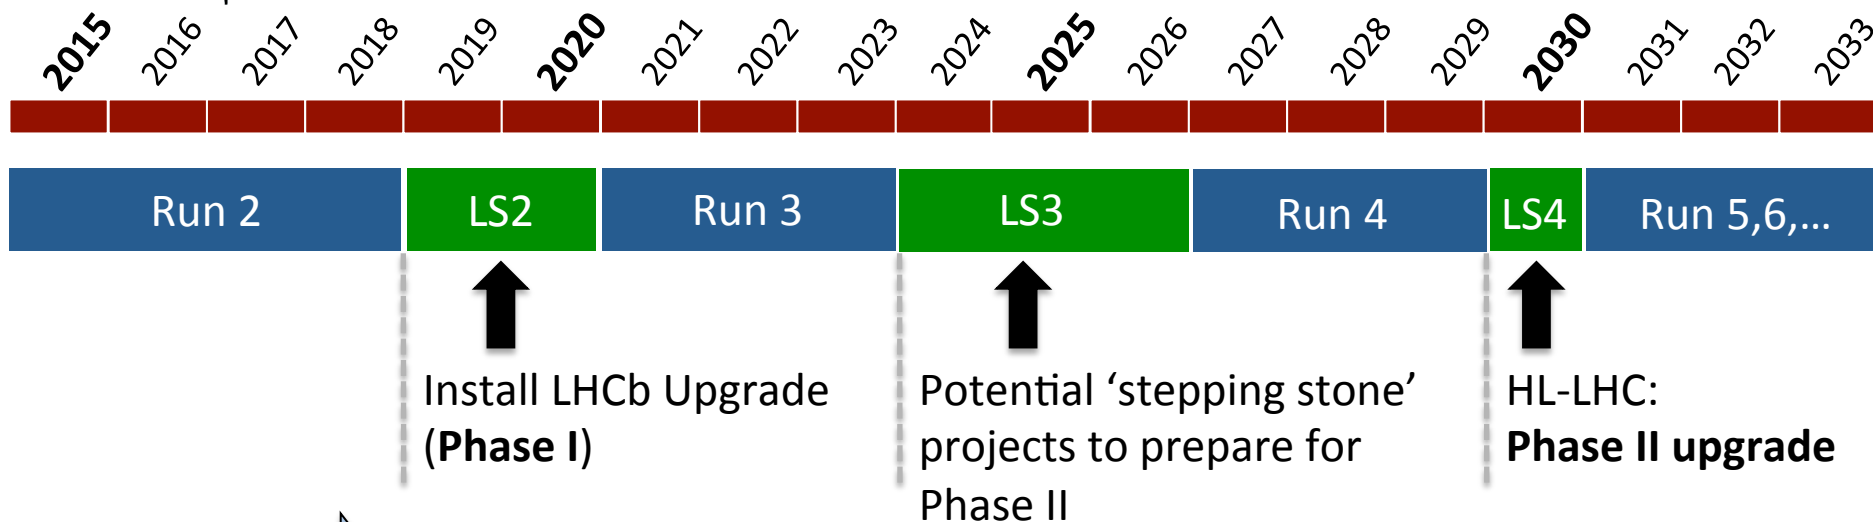 2015 2016 2017 2018 2019 2020 2021 2022 2023 2024 2025 2026 2027 2028 2029 2030 2031 2032 2033
Run 2 LS2 Run 3 LS3 Run 4 LS4 Run 5,6,...
Install LHCb Upgrade
(Phase I)
Potential ‘stepping stone’
projects to prepare for
Phase II
HL-LHC:
Phase II upgrade